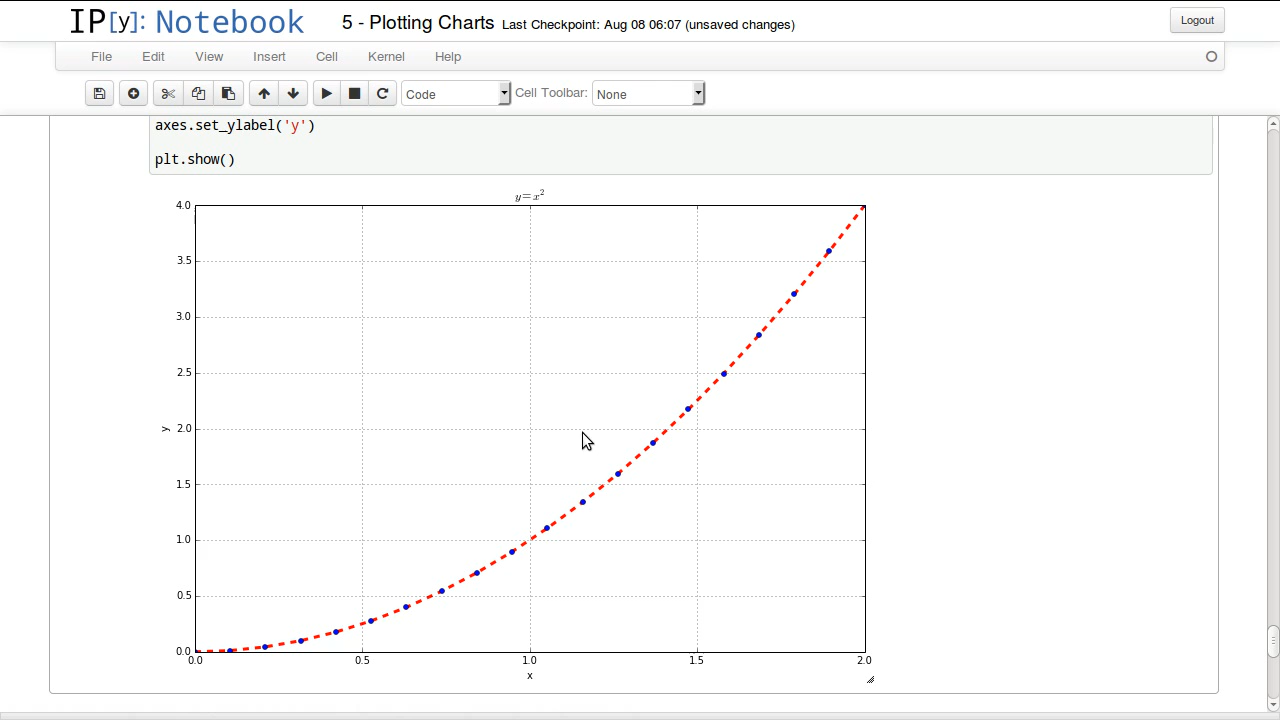 IP[y]: Notebook 5 - Plotting Charts Last Checkpoint: Aug 08 06:07 (unsaved changes) Logout
File Edit View Insert Cell Kernel Help
Code Cell Toolbar: None
axes.set_ylabel('y')
plt.show()
y=x²
4.0
3.5
3.0
2.5
y 2.0
1.5
1.0
0.5
0.0
0.0 0.5 1.0 1.5 2.0
x